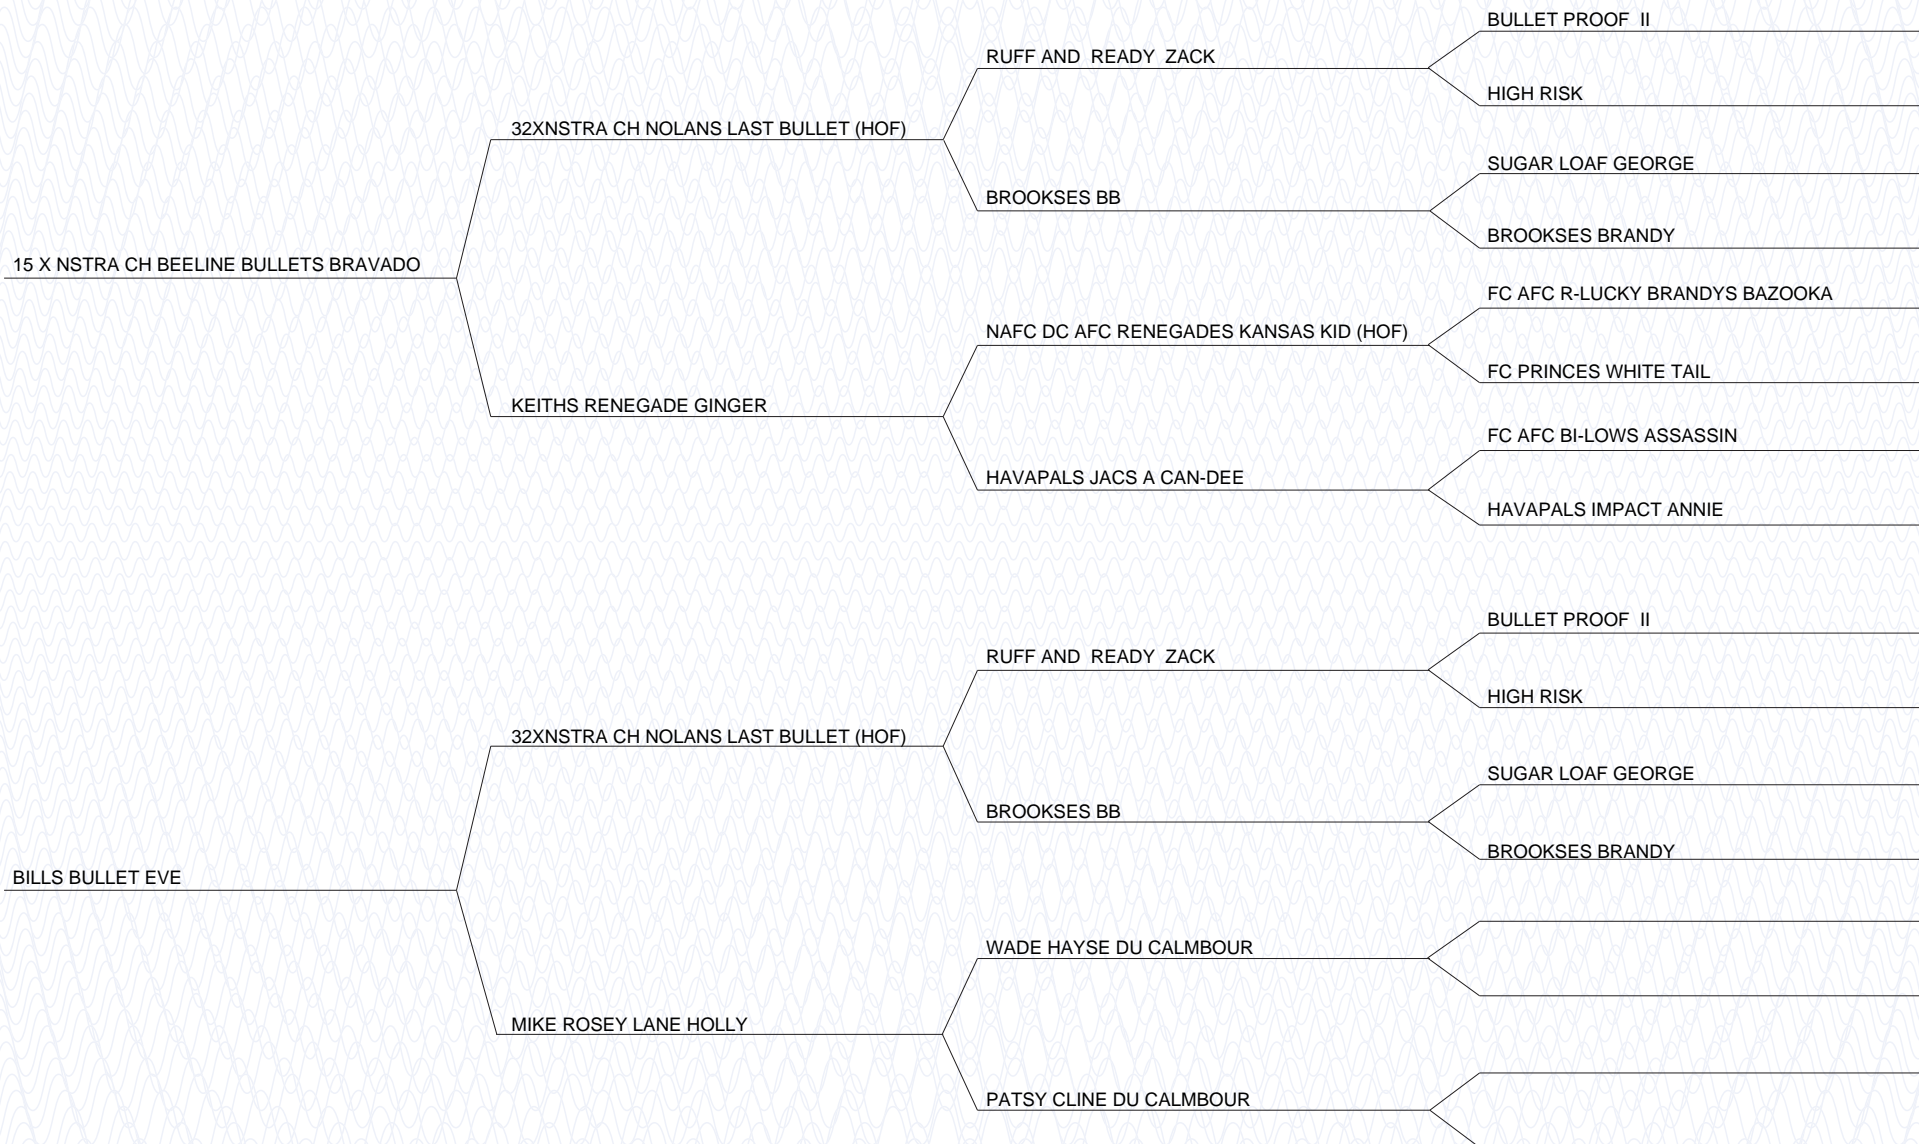 BULLET PROOF  II
RUFF AND  READY  ZACK
HIGH RISK
32XNSTRA CH NOLANS LAST BULLET (HOF)
SUGAR LOAF GEORGE
BROOKSES BB
BROOKSES BRANDY
15 X NSTRA CH BEELINE BULLETS BRAVADO
FC AFC R-LUCKY BRANDYS BAZOOKA
NAFC DC AFC RENEGADES KANSAS KID (HOF)
FC PRINCES WHITE TAIL
KEITHS RENEGADE GINGER
FC AFC BI-LOWS ASSASSIN
HAVAPALS JACS A CAN-DEE
HAVAPALS IMPACT ANNIE
BULLET PROOF  II
RUFF AND  READY  ZACK
HIGH RISK
32XNSTRA CH NOLANS LAST BULLET (HOF)
SUGAR LOAF GEORGE
BROOKSES BB
BROOKSES BRANDY
BILLS BULLET EVE
WADE HAYSE DU CALMBOUR
MIKE ROSEY LANE HOLLY
PATSY CLINE DU CALMBOUR